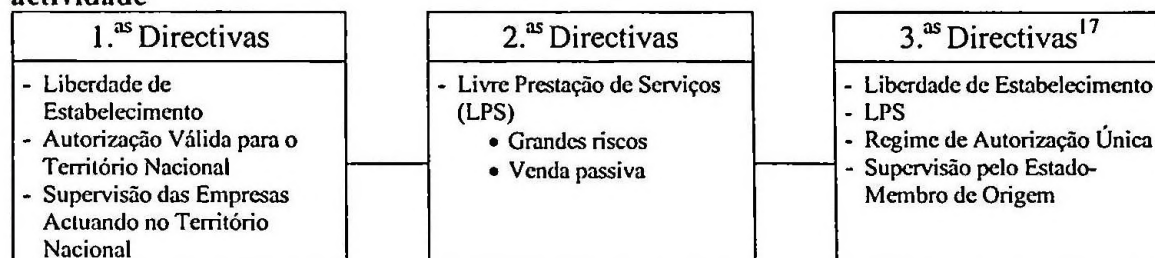 actividade
1.as Directivas
- Liberdade de
Estabelecimento
- Autorização Válida para o
Território Nacional
- Supervisão das Empresas
Actuando no Território
Nacional
2.as Directivas
- Livre Prestação de Serviços
(LPS)
• Grandes riscos
• Venda passiva
3.as Directivas17
- Liberdade de Estabelecimento
- LPS
- Regime de Autorização Única
- Supervisão pelo Estado-
Membro de Origem